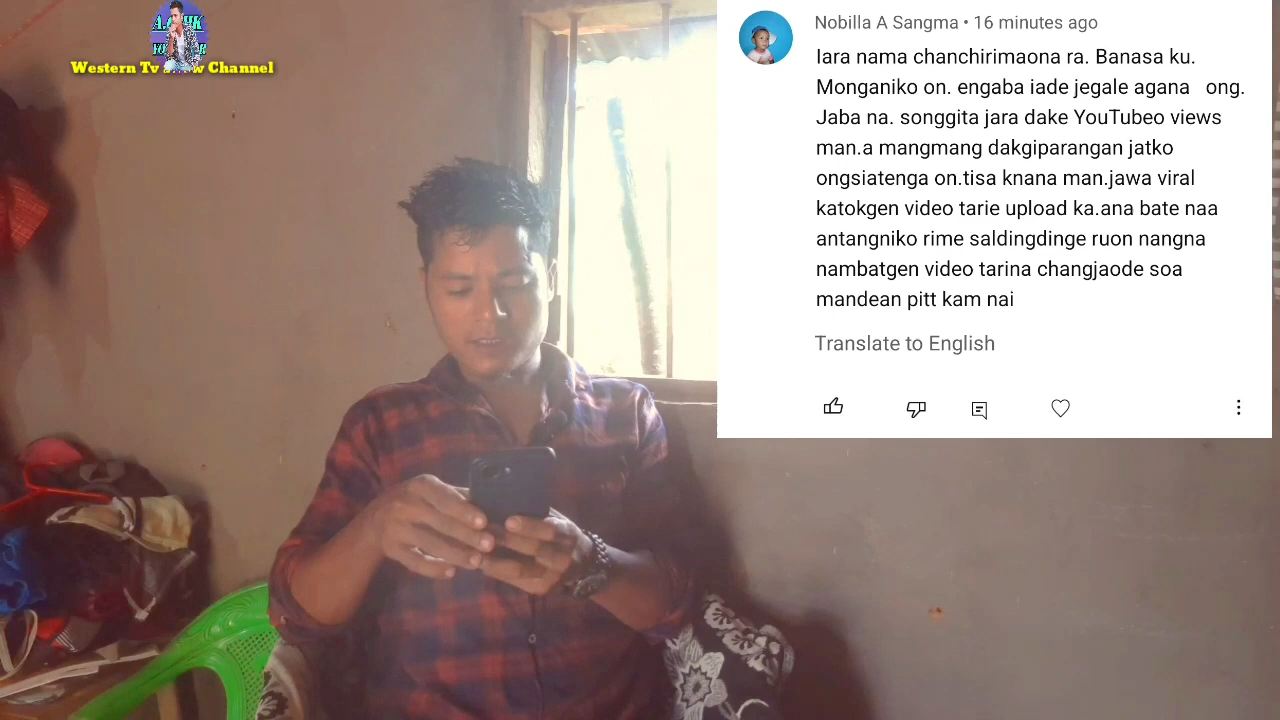 Western Tv Channel
Nobilla A Sangma • 16 minutes ago
Iara nama chanchirimaona ra. Banasa ku.
Monganiko on. engaba iade jegale agana ong.
Jaba na. songgita jara dake YouTubeo views
man.a mangmang dakgiparangan jatko
ongsiatenga on.tisa knana man.jawa viral
katokgen video tarie upload ka.ana bate naa
antangniko rime saldingdinge ruon nangna
nambatgen video tarina changjaode soa
mandean pitt kam nai
Translate to English